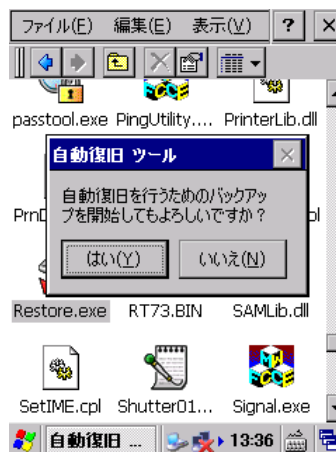 ファイル(F) 編集(E) 表示(V) ? ×
passtool.exe PingUtility.... PrinterLib.dll
自動復旧 ツール
自動復旧を行うためのバックアッ
プを開始してもよろしいですか？
はい(Y) いいえ(N)
Restore.exe RT73.BIN SAMLib.dll
SetIME.cpl Shutter01... Signal.exe
自動復旧 ... 13:36